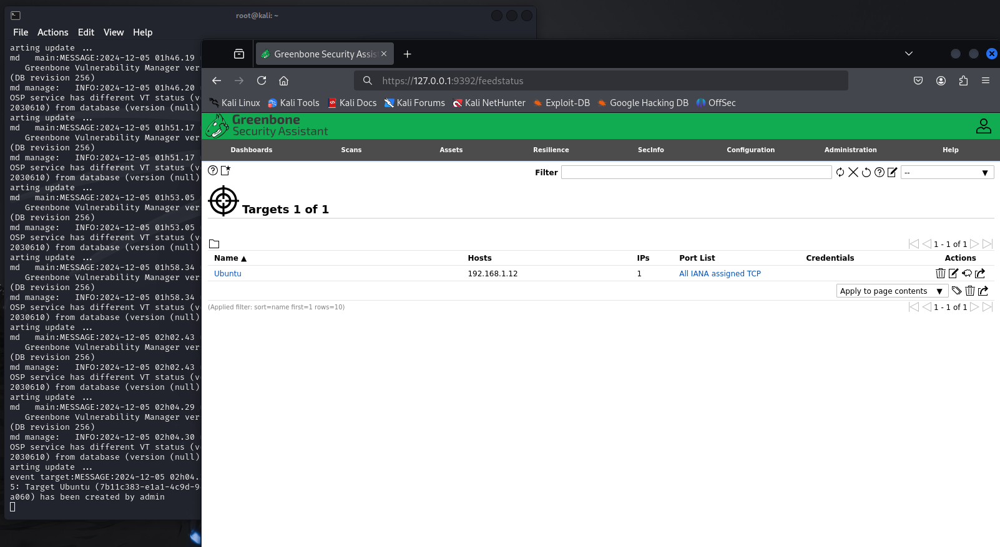 root@kali: ~
File Actions Edit View Help
arting update ...
md   main:MESSAGE:2024-12-05 01h46.19
Greenbone Vulnerability Manager ver
(DB revision 256)
md manage:   INFO:2024-12-05 01h46.20
OSP service has different VT status (v
2030610) from database (version (null)
arting update ...
md   main:MESSAGE:2024-12-05 01h51.17
Greenbone Vulnerability Manager ver
(DB revision 256)
md manage:   INFO:2024-12-05 01h51.17
OSP service has different VT status (v
2030610) from database (version (null)
arting update ...
md   main:MESSAGE:2024-12-05 01h53.05
Greenbone Vulnerability Manager ver
(DB revision 256)
md manage:   INFO:2024-12-05 01h53.05
OSP service has different VT status (v
2030610) from database (version (null)
arting update ...
md   main:MESSAGE:2024-12-05 01h58.34
Greenbone Vulnerability Manager ver
(DB revision 256)
md manage:   INFO:2024-12-05 01h58.34
OSP service has different VT status (v
2030610) from database (version (null)
arting update ...
md   main:MESSAGE:2024-12-05 02h02.43
Greenbone Vulnerability Manager ver
(DB revision 256)
md manage:   INFO:2024-12-05 02h02.43
OSP service has different VT status (v
2030610) from database (version (null)
arting update ...
md   main:MESSAGE:2024-12-05 02h04.29
Greenbone Vulnerability Manager ver
(DB revision 256)
md manage:   INFO:2024-12-05 02h04.30
OSP service has different VT status (v
2030610) from database (version (null)
arting update ...
event target:MESSAGE:2024-12-05 02h04.
5: Target Ubuntu (7b11c383-e1a1-4c9d-9
a060) has been created by admin
Greenbone Security Assis
https://127.0.0.1:9392/feedstatus
Kali Linux Kali Tools Kali Docs Kali Forums Kali NetHunter Exploit-DB Google Hacking DB OffSec
Greenbone
Security Assistant
Dashboards Scans Assets Resilience SecInfo Configuration Administration Help
Filter --
Targets 1 of 1
1 - 1 of 1
Name ▲ Hosts IPs Port List Credentials Actions
Ubuntu 192.168.1.12 1 All IANA assigned TCP
Apply to page contents
(Applied filter: sort=name first=1 rows=10) 1 - 1 of 1